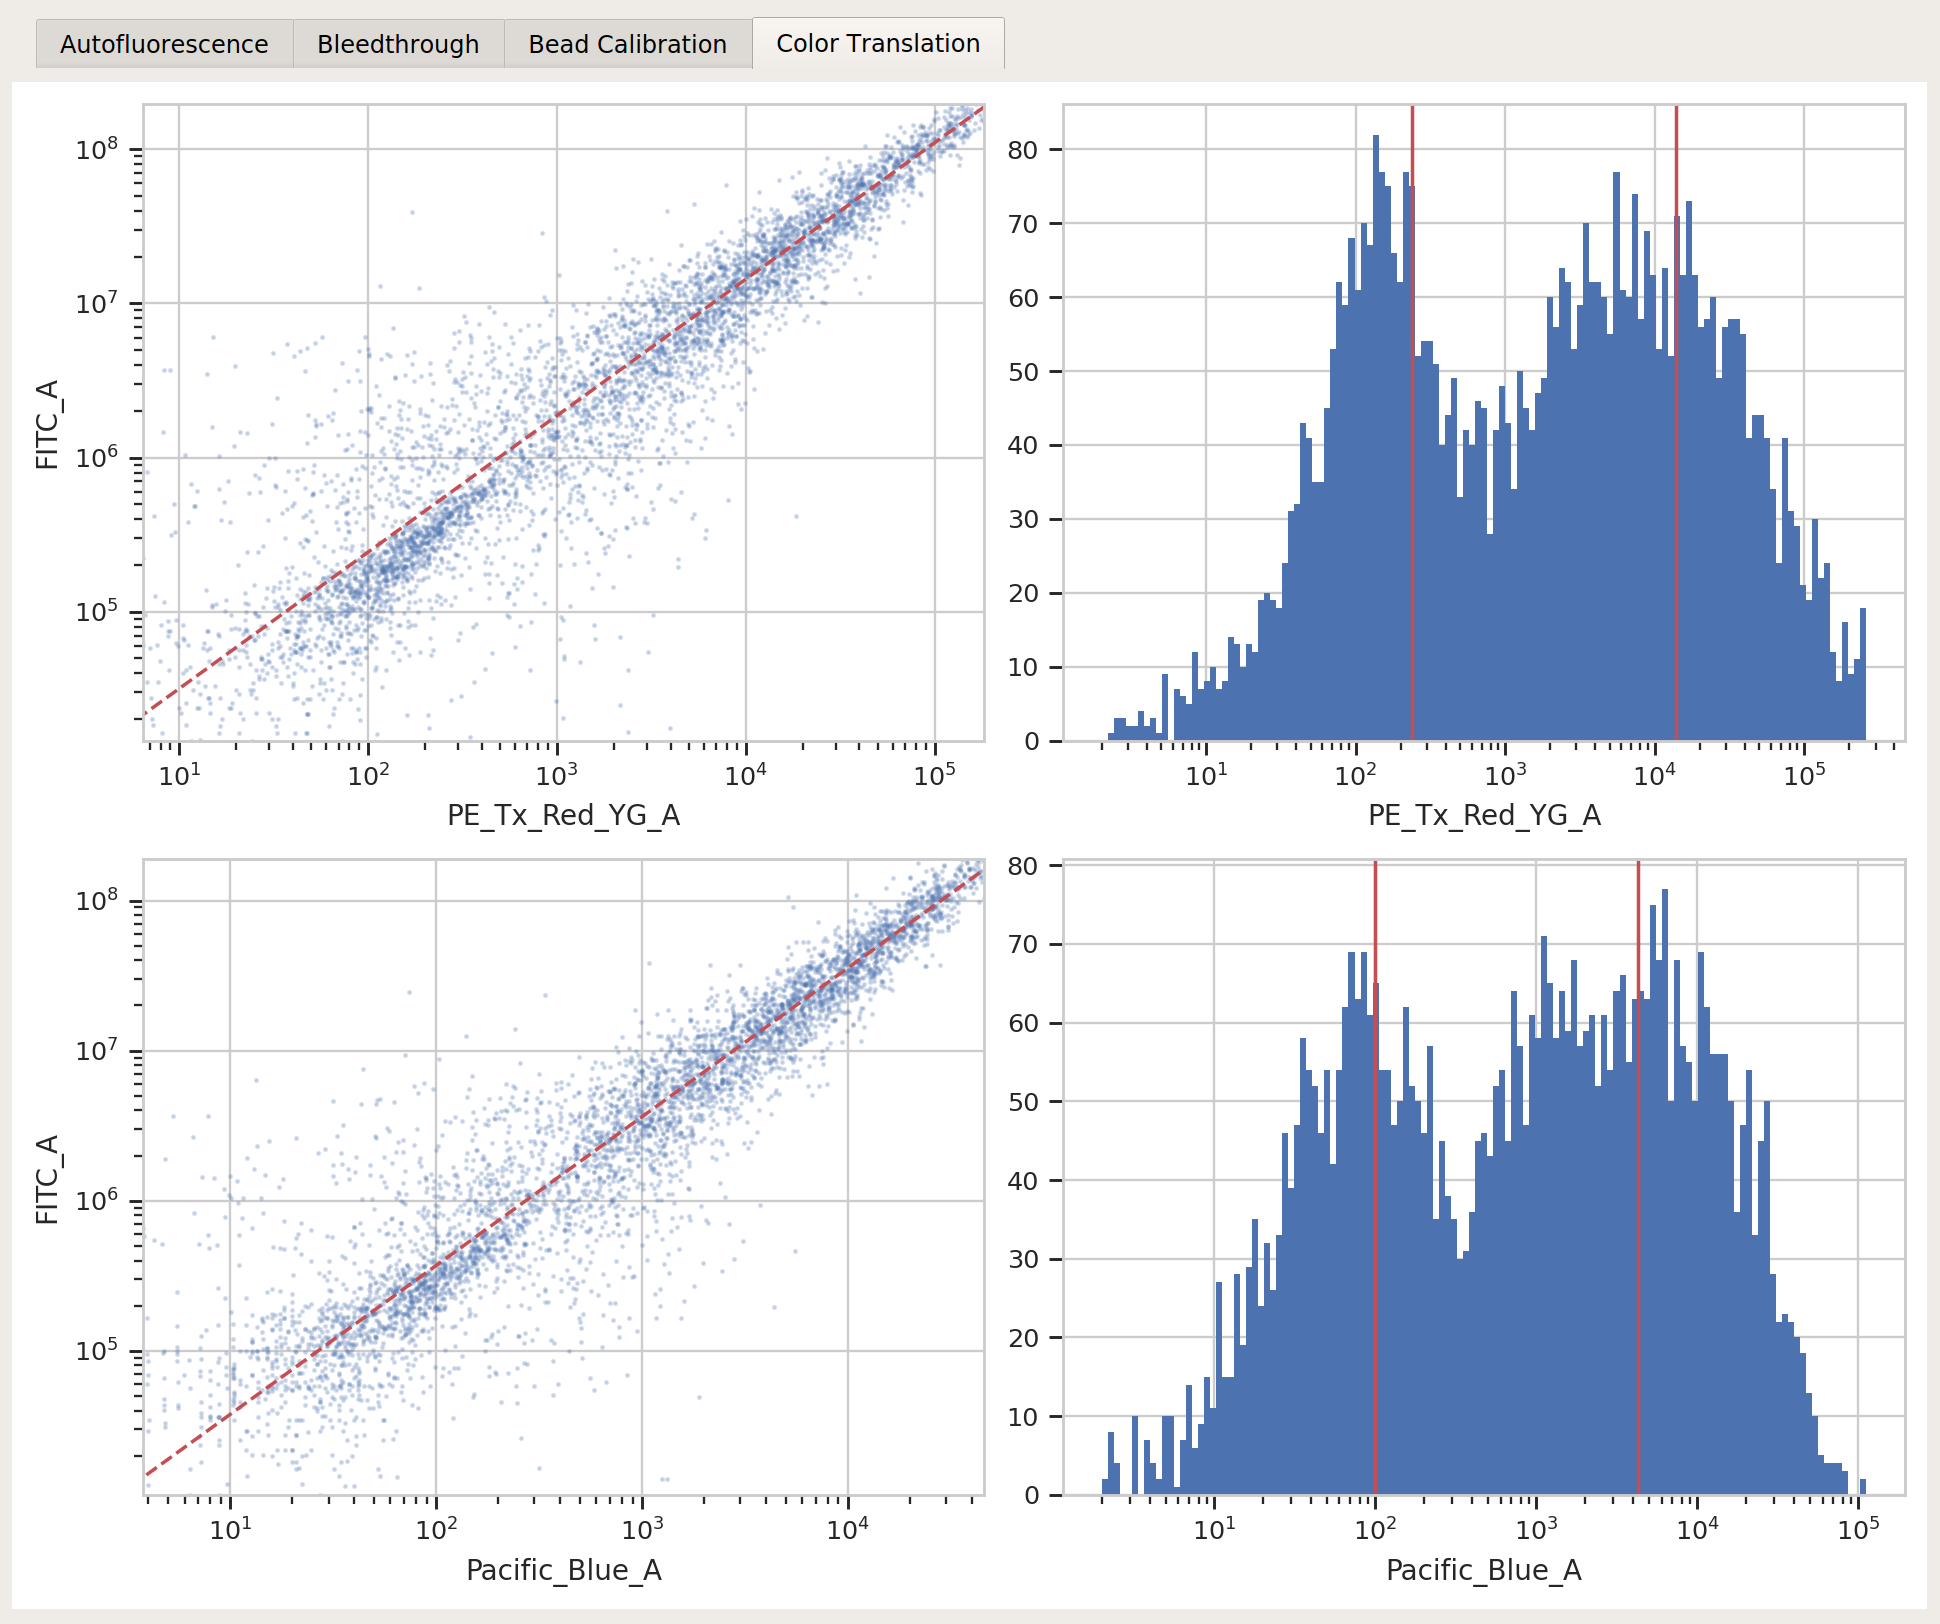 Autofluorescence Bleedthrough Bead Calibration Color Translation
10⁸
10⁷
10⁶
10⁵
FITC_A
10¹ 10² 10³ 10⁴ 10⁵
PE_Tx_Red_YG_A
80
70
60
50
40
30
20
10
0
10¹ 10² 10³ 10⁴ 10⁵
PE_Tx_Red_YG_A
10⁸
10⁷
10⁶
10⁵
FITC_A
10¹ 10² 10³ 10⁴
Pacific_Blue_A
80
70
60
50
40
30
20
10
0
10¹ 10² 10³ 10⁴ 10⁵
Pacific_Blue_A